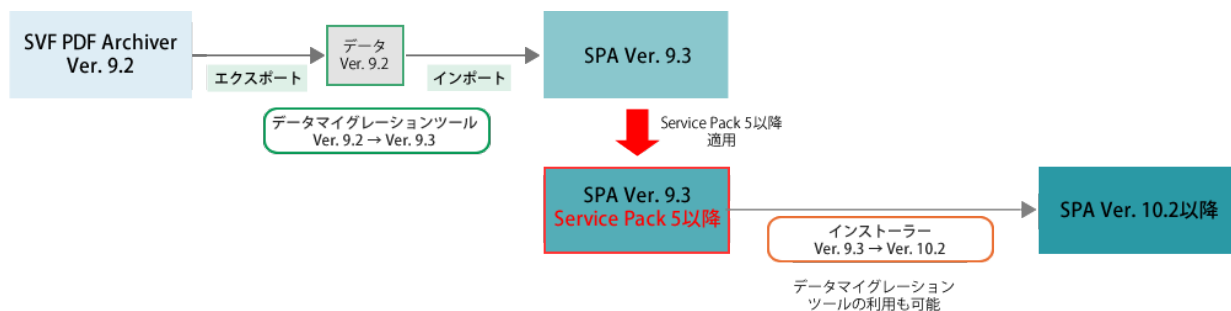 SVF PDF Archiver
Ver. 9.2
エクスポート
データ
Ver. 9.2
インポート
データマイグレーションツール
Ver. 9.2 → Ver. 9.3
SPA Ver. 9.3
Service Pack 5以降
適用
SPA Ver. 9.3
Service Pack 5以降
インストーラー
Ver. 9.3 → Ver. 10.2
データマイグレーション
ツールの利用も可能
SPA Ver. 10.2以降